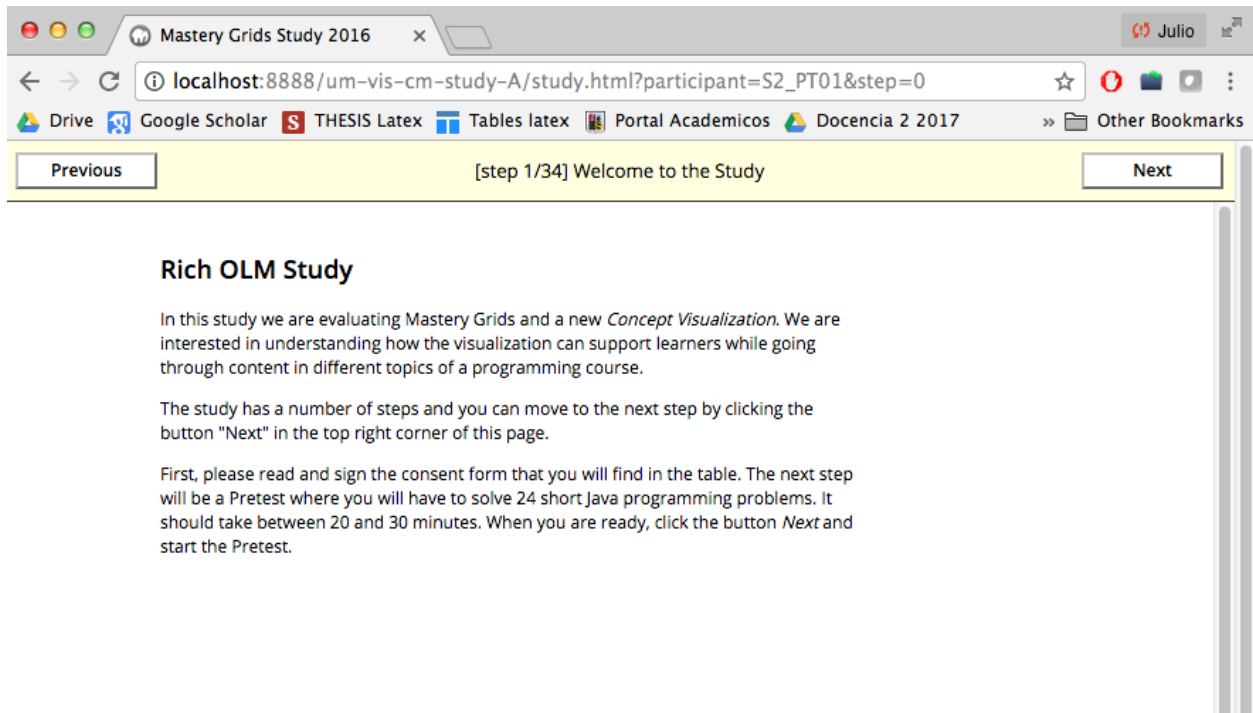 Mastery Grids Study 2016
Julio
localhost:8888/um-vis-cm-study-A/study.html?participant=S2_PT01&step=0
Drive Google Scholar S THESIS Latex Tables latex Portal Academicos Docencia 2 2017 » Other Bookmarks
Previous [step 1/34] Welcome to the Study Next
Rich OLM Study
In this study we are evaluating Mastery Grids and a new Concept Visualization. We are
interested in understanding how the visualization can support learners while going
through content in different topics of a programming course.
The study has a number of steps and you can move to the next step by clicking the
button "Next" in the top right corner of this page.
First, please read and sign the consent form that you will find in the table. The next step
will be a Pretest where you will have to solve 24 short Java programming problems. It
should take between 20 and 30 minutes. When you are ready, click the button Next and
start the Pretest.